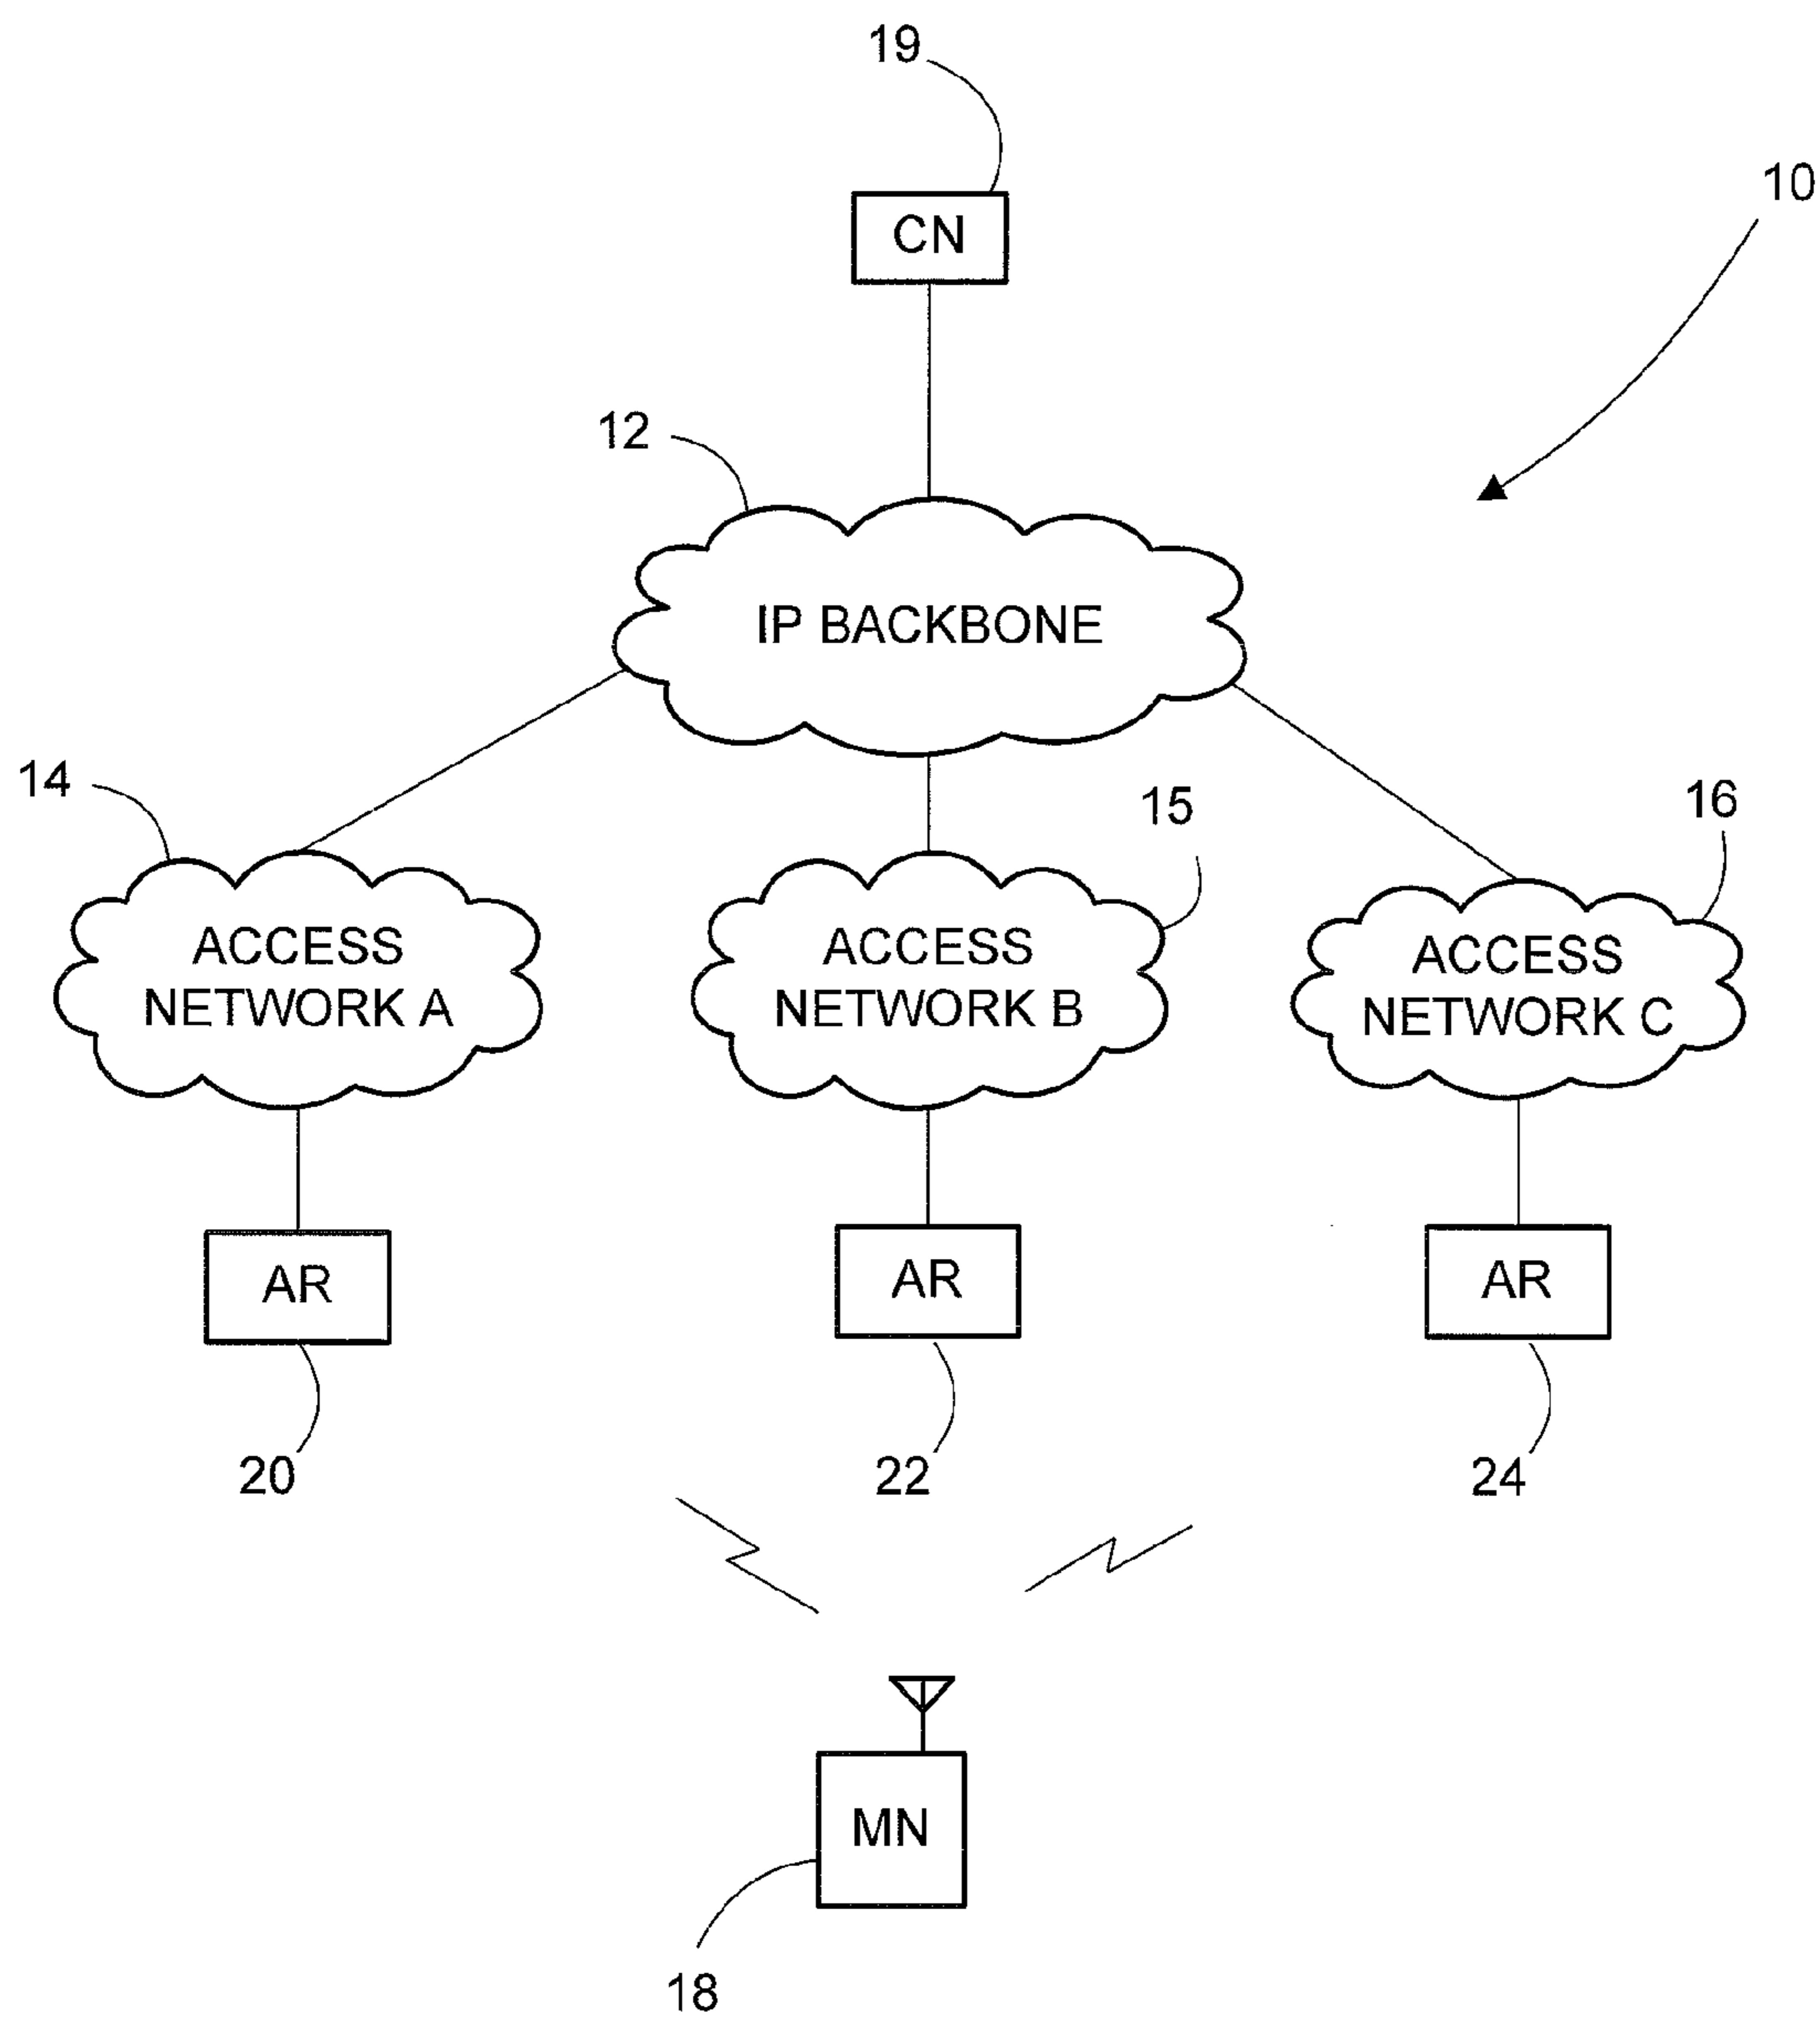 19
10
CN
12
IP BACKBONE
14
15
16
ACCESS
NETWORK A
ACCESS
NETWORK B
ACCESS
NETWORK C
AR
AR
AR
20
22
24
MN
18